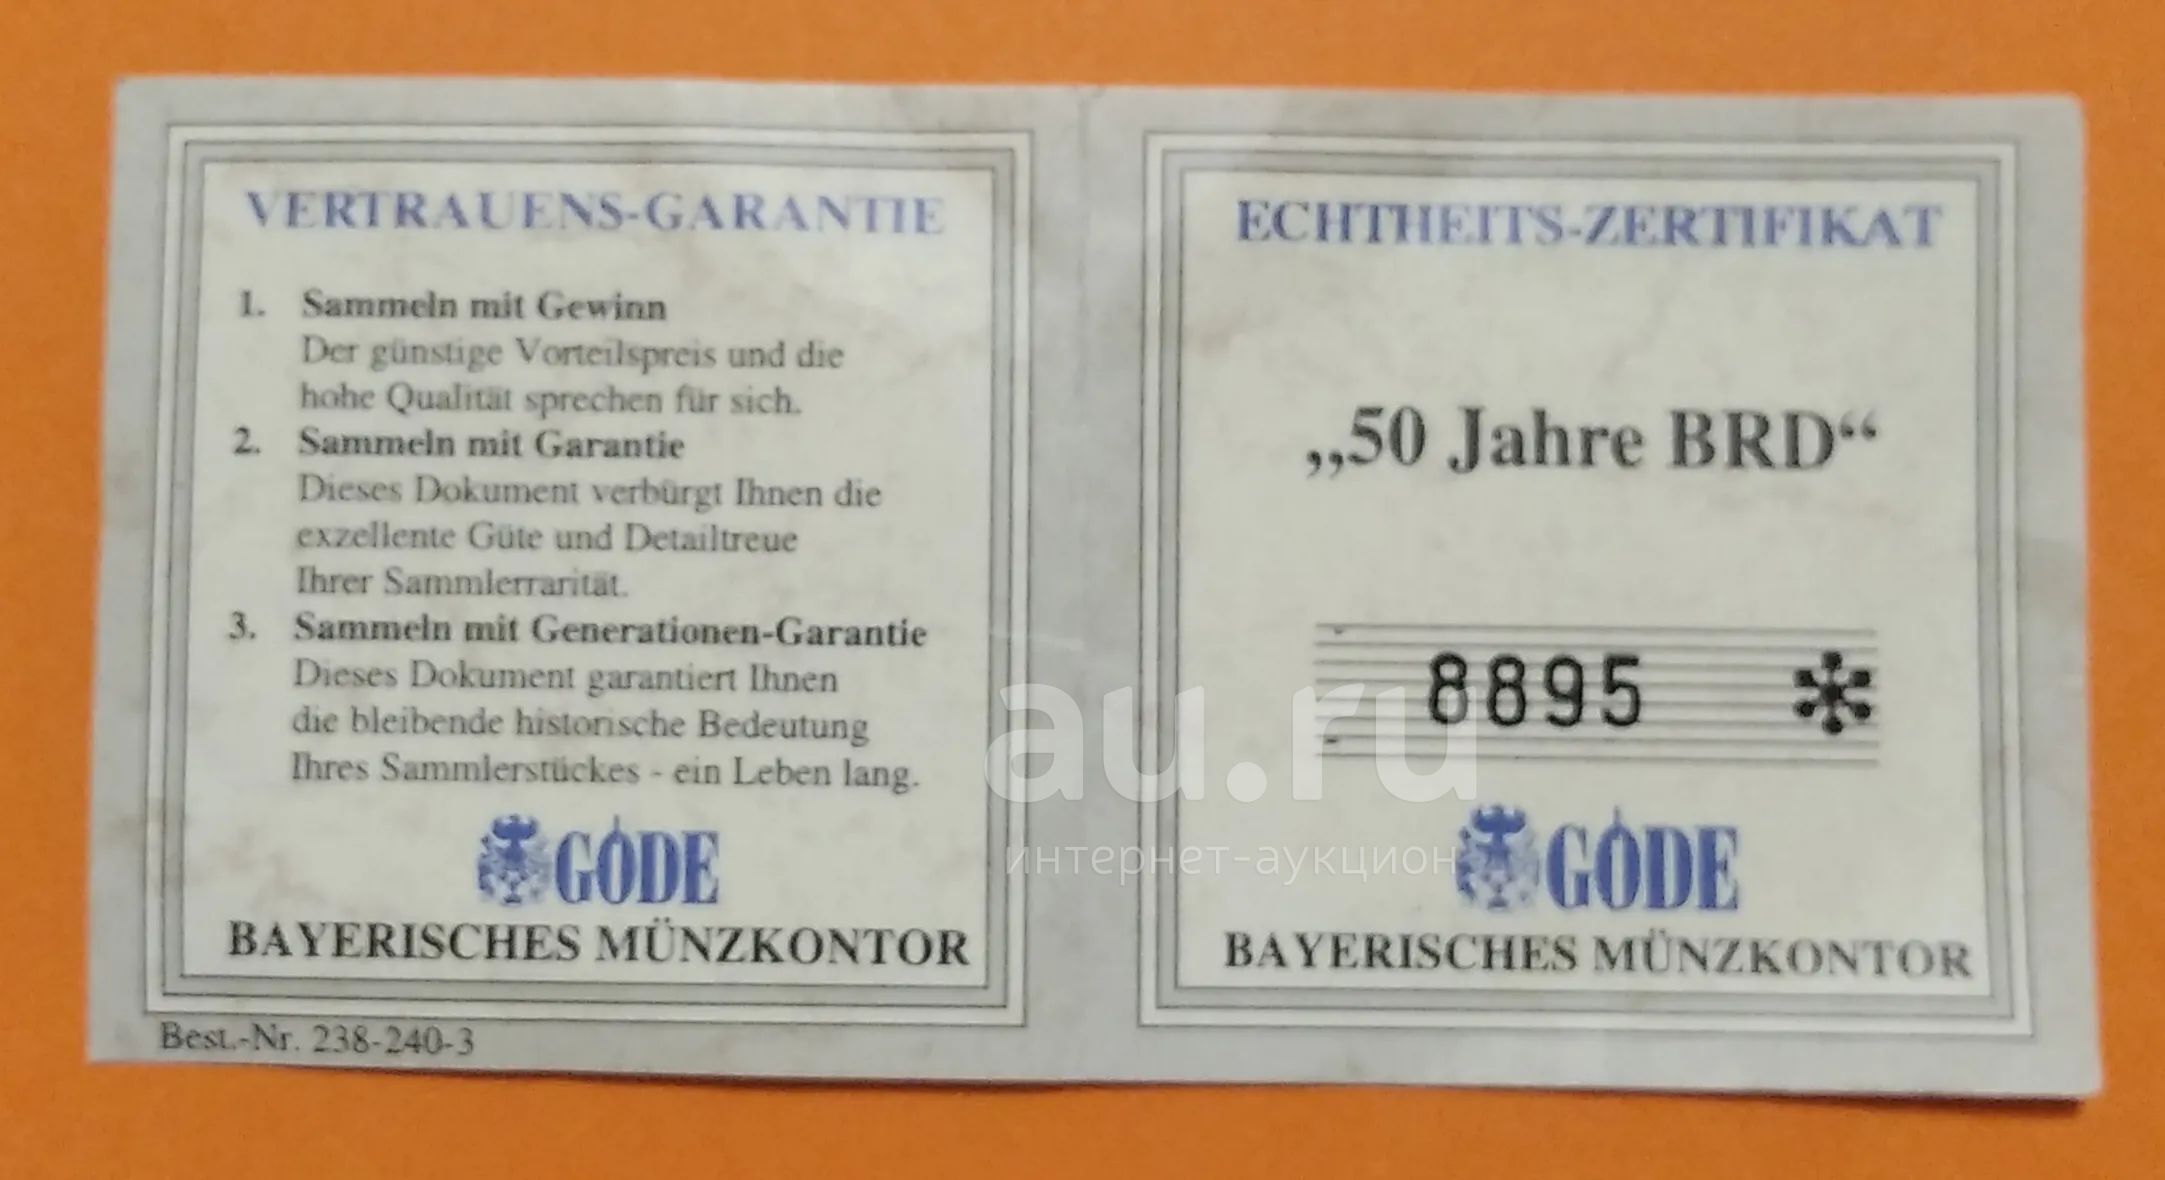 VERTRAUENS-GARANTIE
1. Sammeln mit Gewinn
Der günstige Vorteilspreis und die
hohe Qualität sprechen für sich.
2. Sammeln mit Garantie
Dieses Dokument verbürgt Ihnen die
exzellente Güte und Detailtreue
Ihrer Sammlerrarität.
3. Sammeln mit Generationen-Garantie
Dieses Dokument garantiert Ihnen
die bleibende historische Bedeutung
Ihres Sammlerstückes - ein Leben lang.
GÖDE
BAYERISCHES MÜNZKONTOR
Best.-Nr. 238-240-3
ECHTHEITS-ZERTIFIKAT
„50 Jahre BRD“
8895
GÖDE
BAYERISCHES MÜNZKONTOR
au.ru
интернет-аукцион